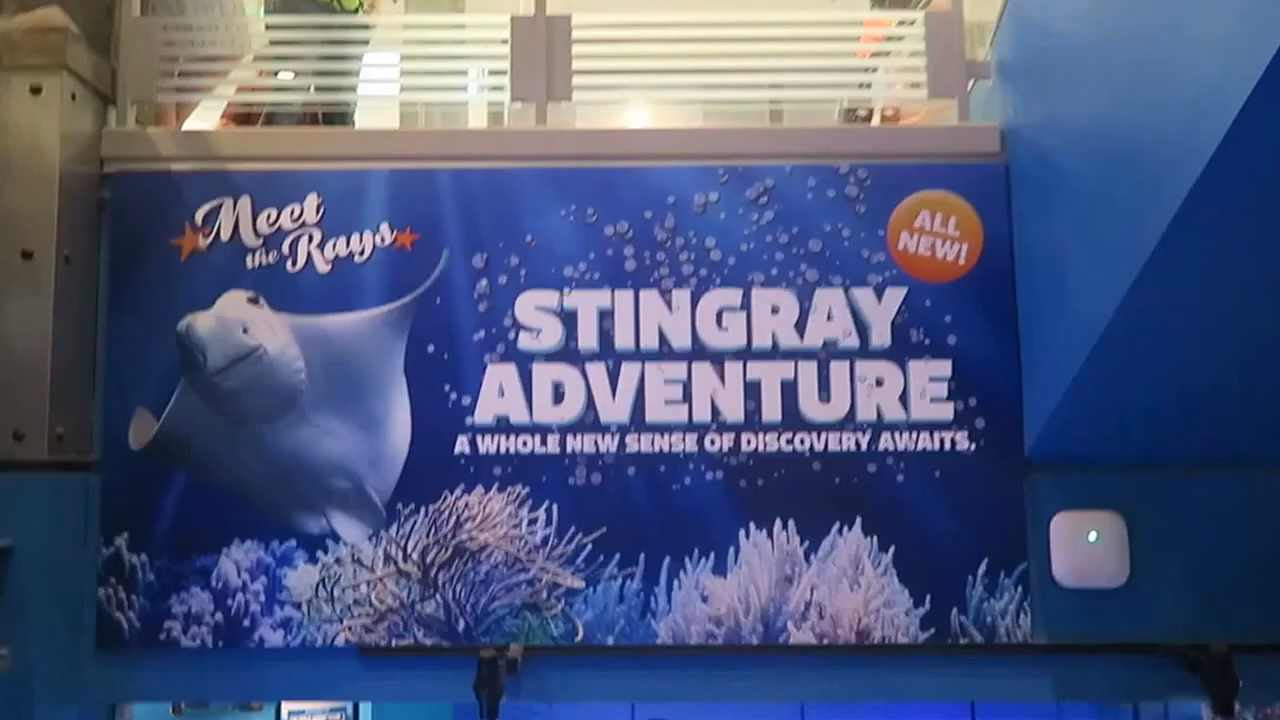 Meet
the Rays
ALL
NEW!
STINGRAY
ADVENTURE
A WHOLE NEW SENSE OF DISCOVERY AWAITS.